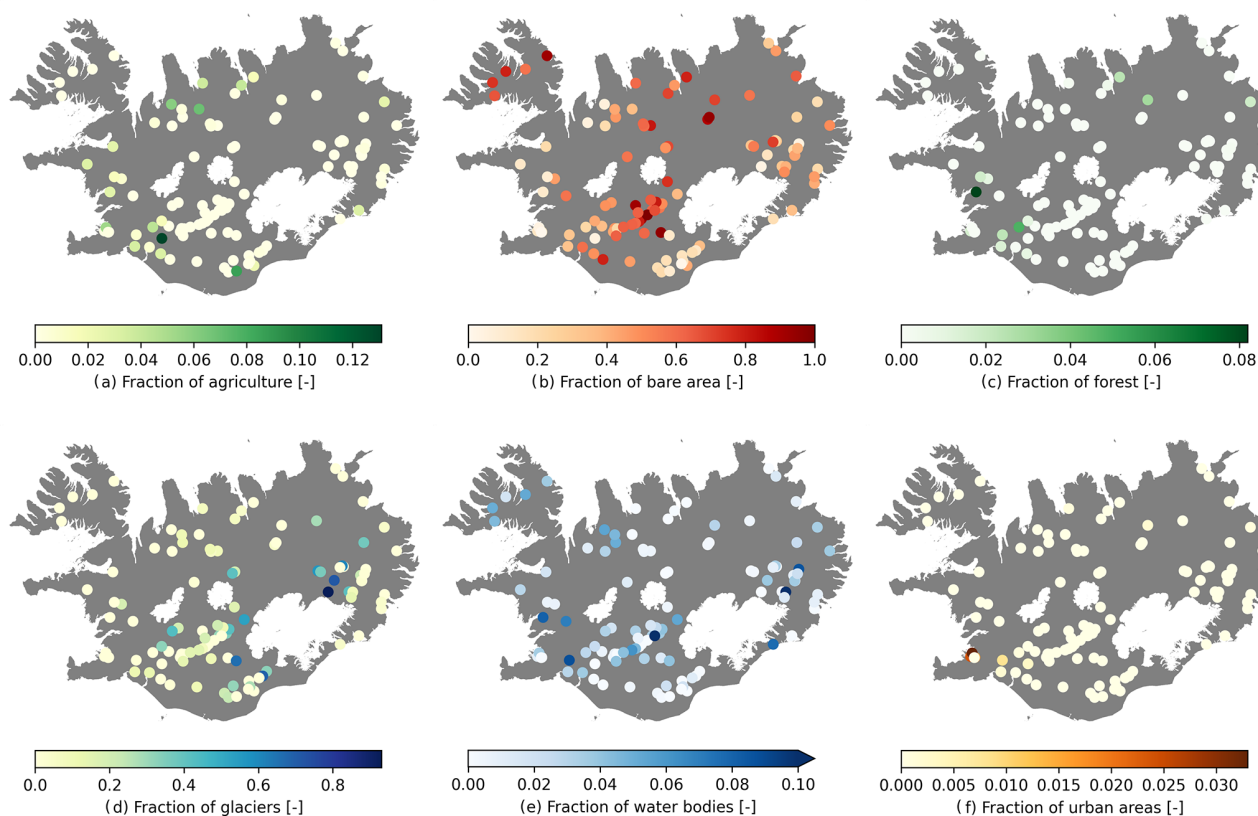 0.00 0.02 0.04 0.06 0.08 0.10 0.12
(a) Fraction of agriculture [-]
0.0 0.2 0.4 0.6 0.8 1.0
(b) Fraction of bare area [-]
0.00 0.02 0.04 0.06 0.08
(c) Fraction of forest [-]
0.0 0.2 0.4 0.6 0.8
(d) Fraction of glaciers [-]
0.00 0.02 0.04 0.06 0.08 0.10
(e) Fraction of water bodies [-]
0.000 0.005 0.010 0.015 0.020 0.025 0.030
(f) Fraction of urban areas [-]